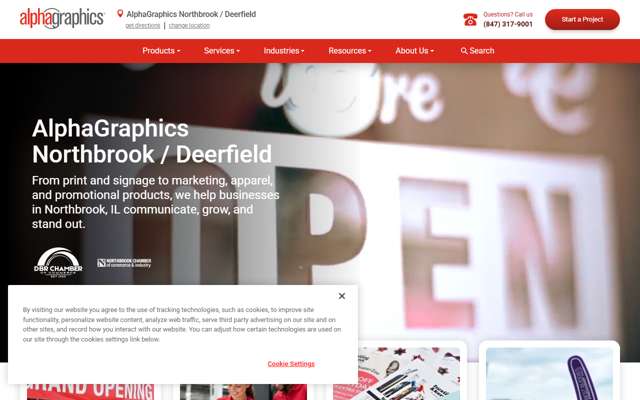 alphagraphics
AlphaGraphics Northbrook / Deerfield
get directions | change location
Questions? Call us
(847) 317-9001
Start a Project
Products
Services
Industries
Resources
About Us
Search
are
OPEN
AlphaGraphics
Northbrook / Deerfield
From print and signage to marketing, apparel,
and promotional products, we help businesses
in Northbrook, IL communicate, grow, and
stand out.
DBR CHAMBER
OF COMMERCE
NORTHBROOK CHAMBER
of commerce & industry
By visiting our website you agree to the use of tracking technologies, such as cookies, to improve site
functionality, personalize website content, analyze web traffic, serve third party advertising on our site and on
other sites, and record how you interact with our website. You can adjust how certain technologies are used on
our site through the cookies settings link below.
Cookie Settings
GRAND OPENING